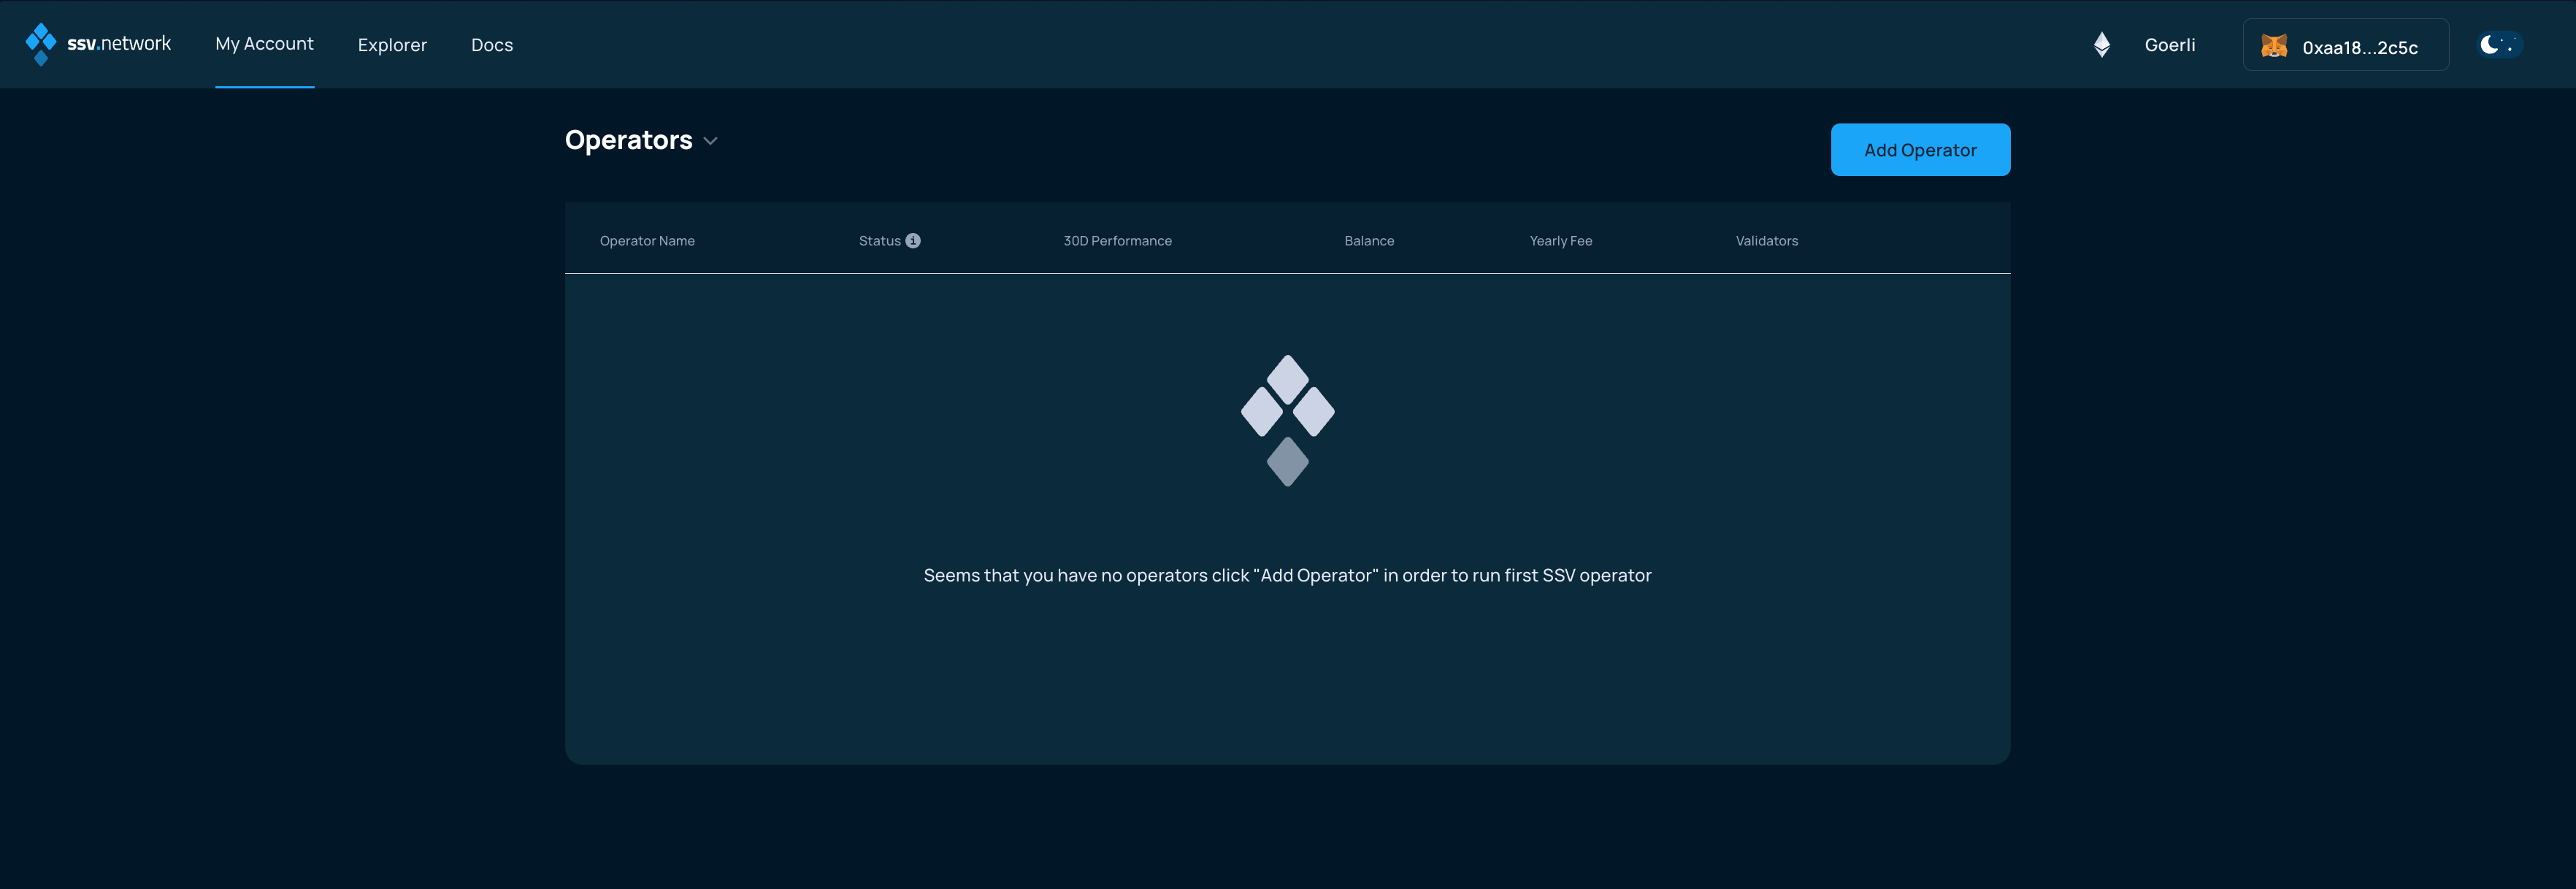 ssv.network My Account Explorer Docs Goerli 0xaa18...2c5c
Operators Add Operator
Operator Name Status 30D Performance Balance Yearly Fee Validators
Seems that you have no operators click "Add Operator" in order to run first SSV operator